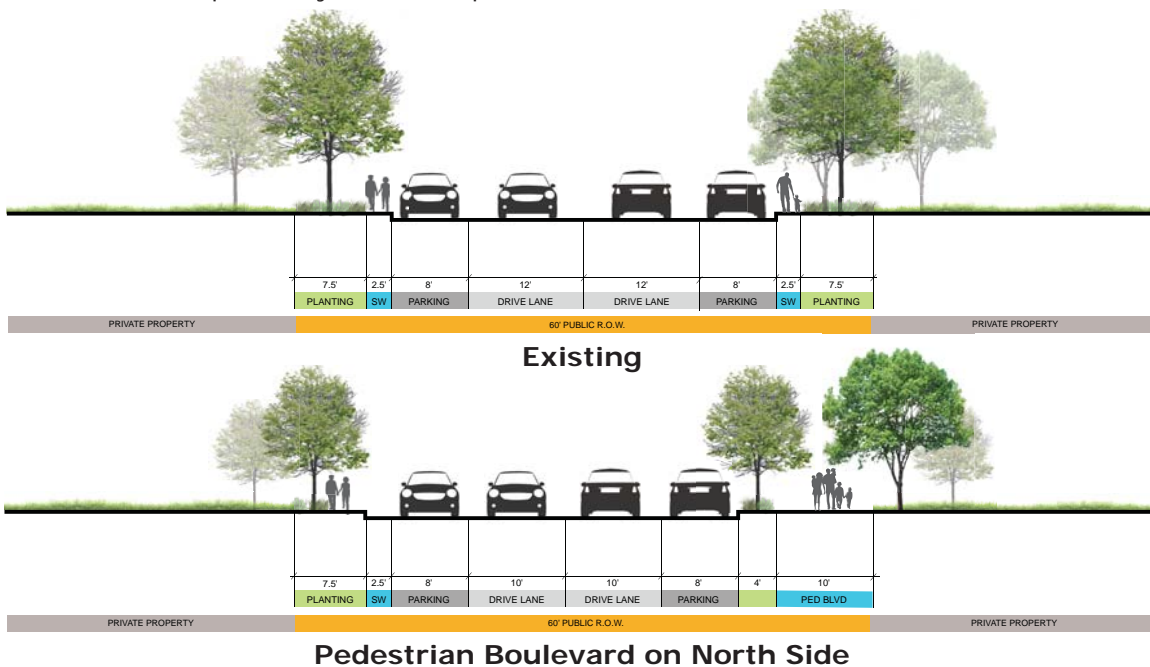 7.5' 2.5' 8' 12' 12' 8' 2.5' 7.5'
PLANTING SW PARKING DRIVE LANE DRIVE LANE PARKING SW PLANTING
PRIVATE PROPERTY 60' PUBLIC R.O.W. PRIVATE PROPERTY
Existing
7.5' 2.5' 8' 10' 10' 8' 4' 10'
PLANTING SW PARKING DRIVE LANE DRIVE LANE PARKING PED BLVD
PRIVATE PROPERTY 60' PUBLIC R.O.W. PRIVATE PROPERTY
Pedestrian Boulevard on North Side